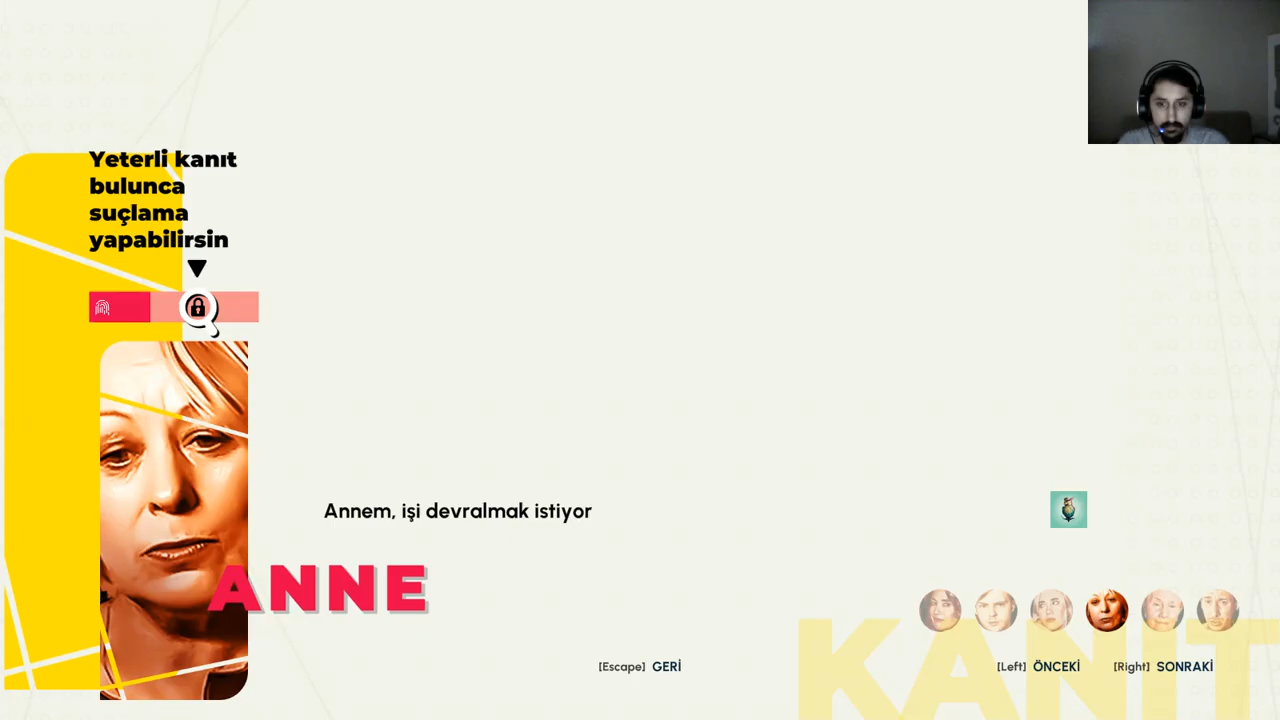 Yeterli kanıt
bulunca
suçlama
yapabilirsin
Annem, işi devralmak istiyor
ANNE
KANIT
[Escape] GERİ
[Left] ÖNCEKİ
[Right] SONRAKİ